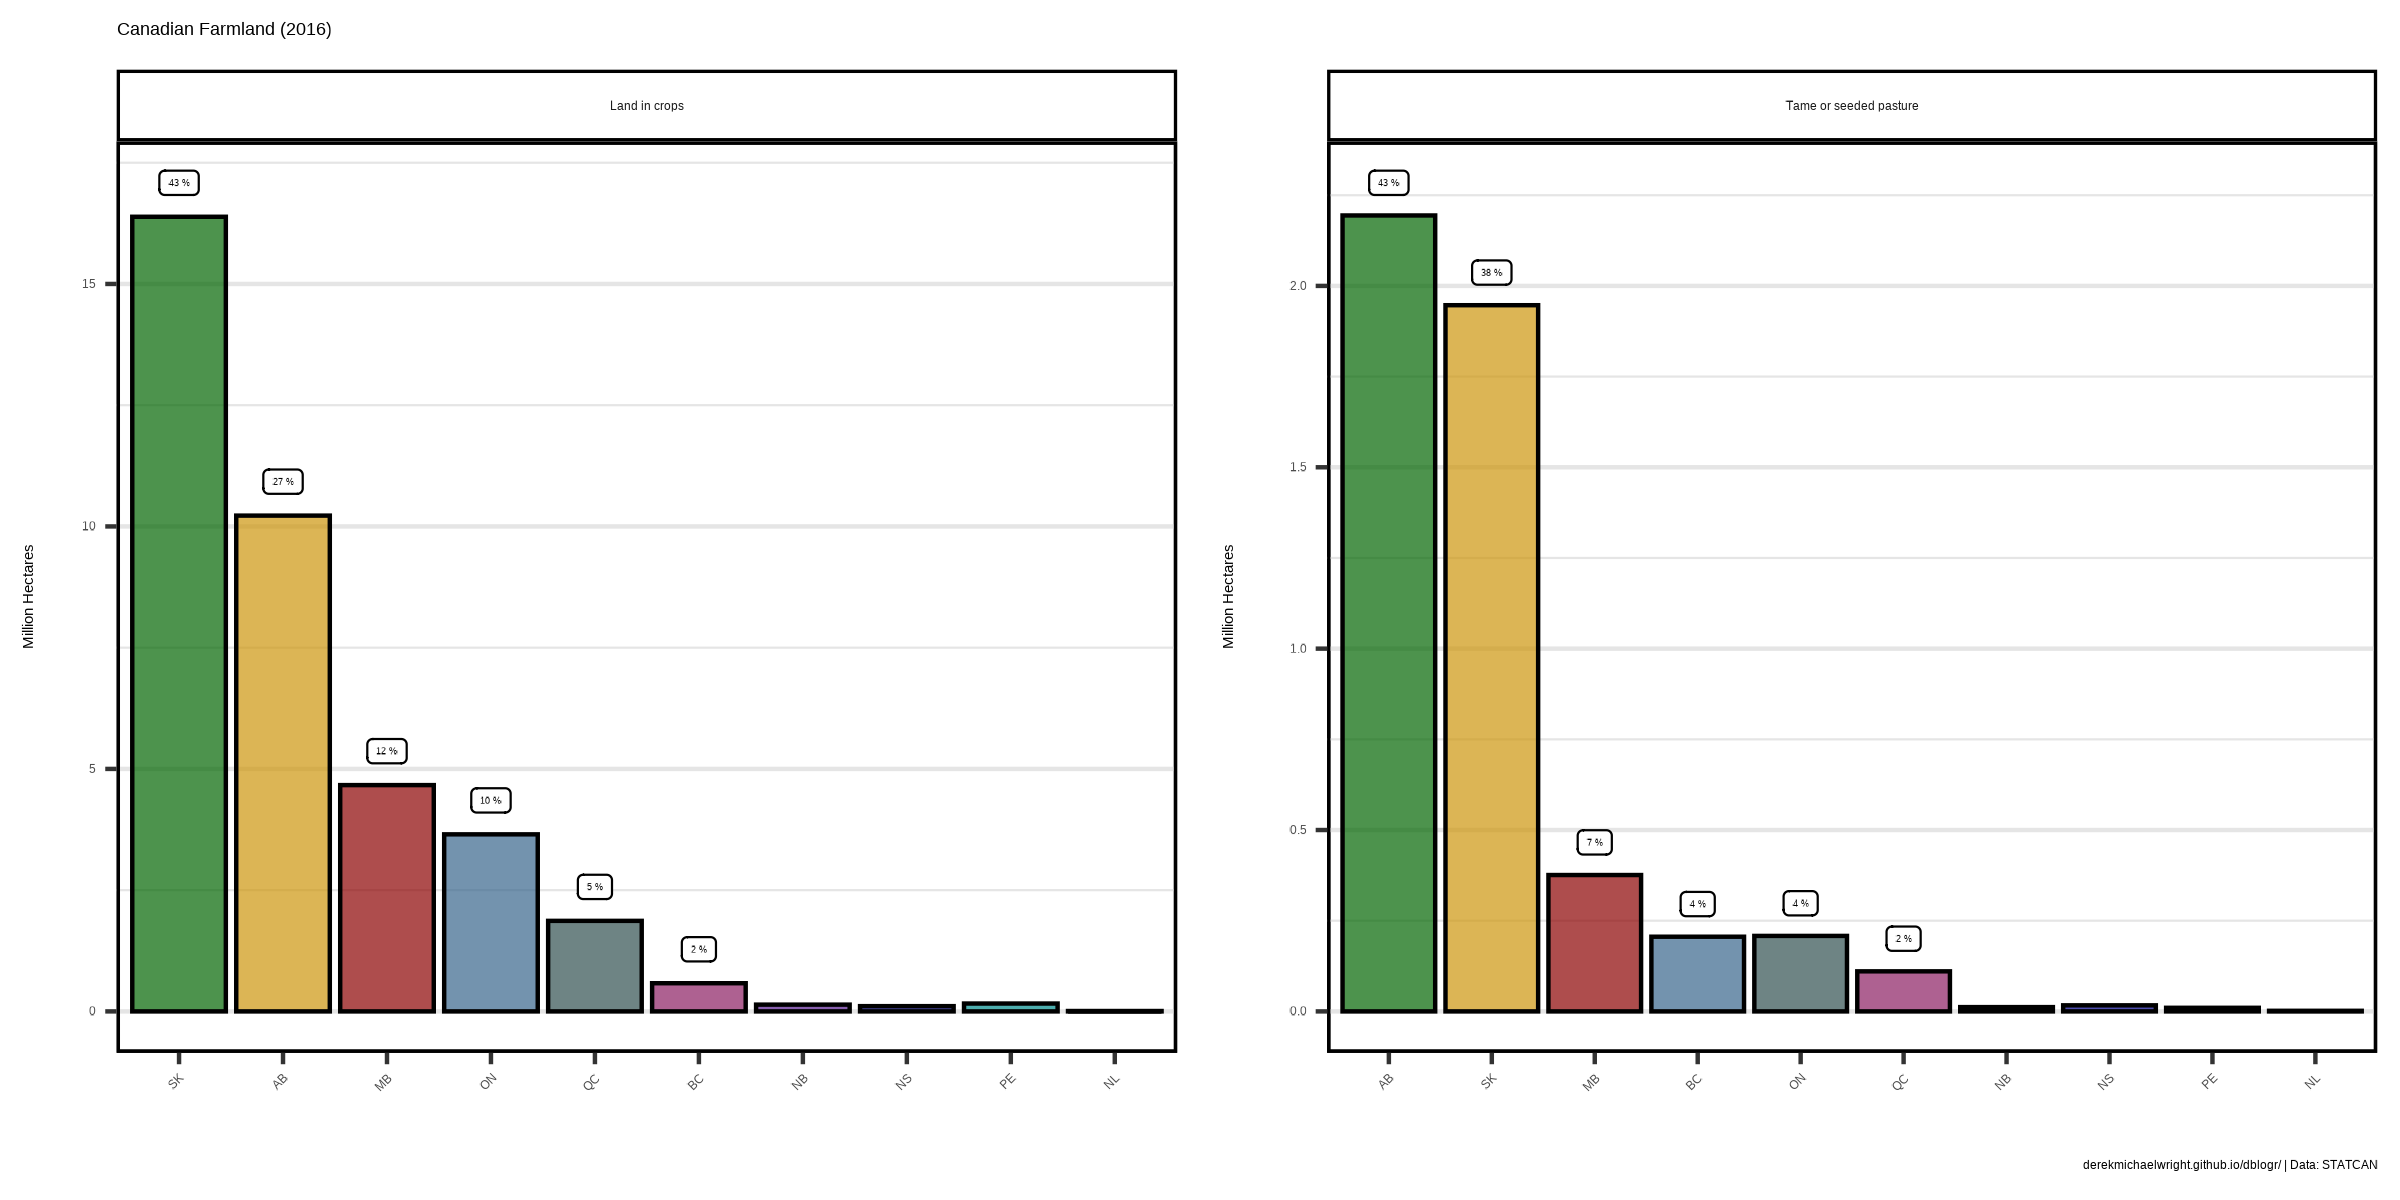 Canadian Farmland (2016)
Land in crops
Million Hectares
15
10
5
0
43 %
27 %
12 %
10 %
5 %
2 %
SK
AB
MB
ON
QC
BC
NB
NS
PE
NL
Tame or seeded pasture
Million Hectares
2.0
1.5
1.0
0.5
0.0
43 %
38 %
7 %
4 %
4 %
2 %
AB
SK
MB
BC
ON
QC
NB
NS
PE
NL
derekmichaelwright.github.io/dblogr/ | Data: STATCAN